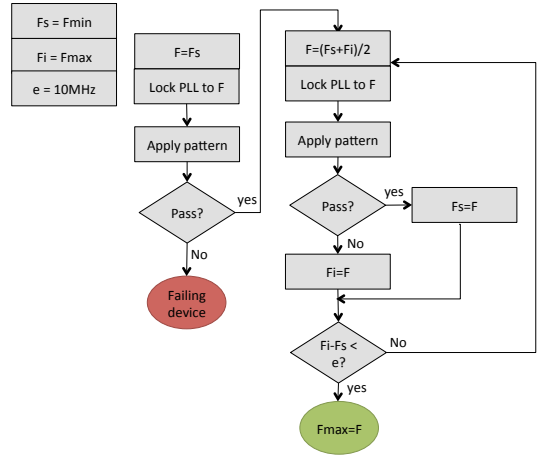 Fs = Fmin
Fi = Fmax
e = 10MHz
F=Fs
Lock PLL to F
Apply pattern
Pass?
yes
No
Failing
device
F=(Fs+Fi)/2
Lock PLL to F
Apply pattern
Pass?
yes
Fs=F
No
Fi=F
Fi-Fs <
e?
No
yes
Fmax=F